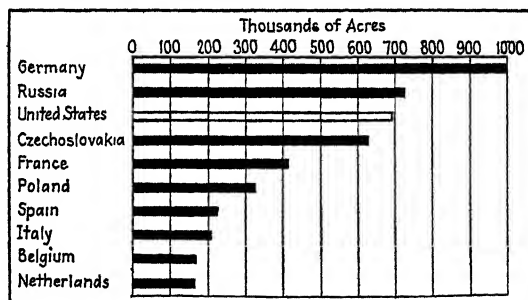 Thousands of Acres
0 100 200 300 400 500 600 700 800 900 1000
Germany
Russia
United States
Czechoslovakia
France
Poland
Spain
Italy
Belgium
Netherlands